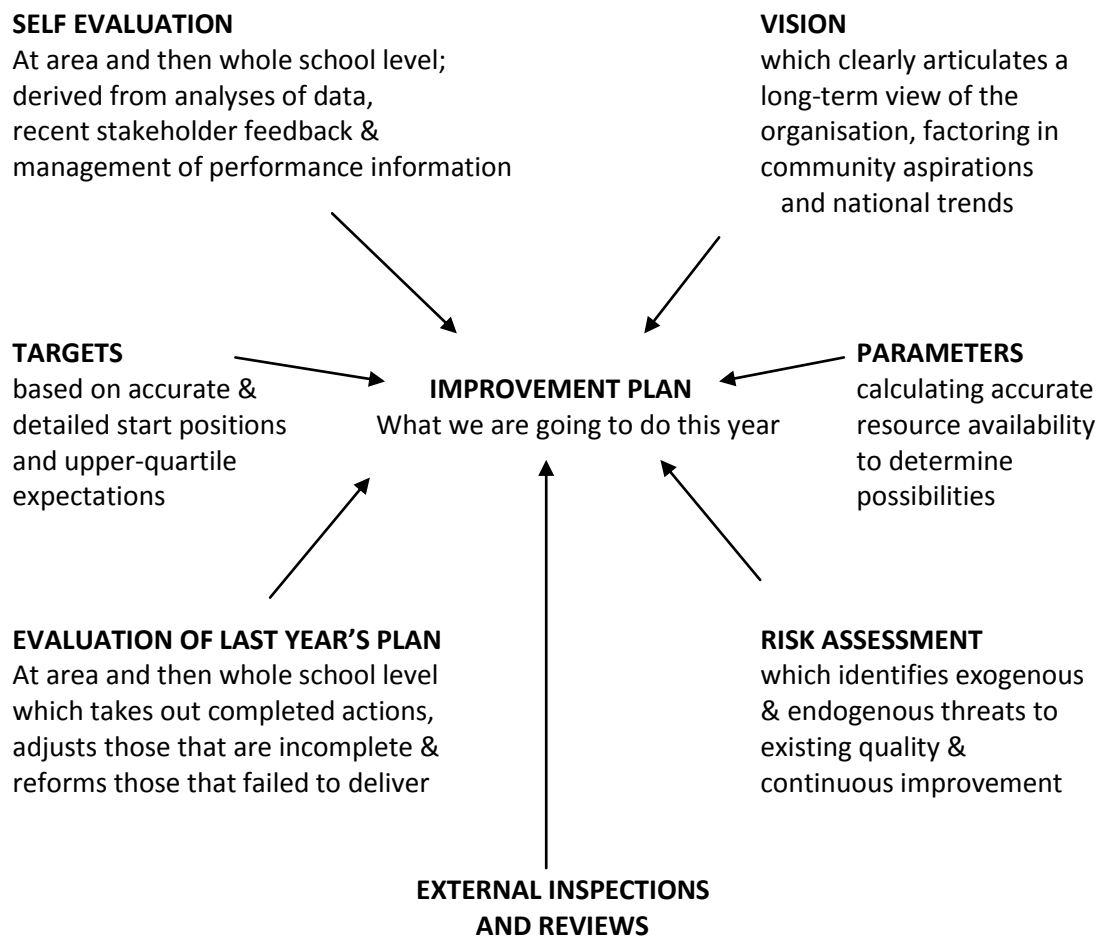 SELF EVALUATION
At area and then whole school level;
derived from analyses of data,
recent stakeholder feedback &
management of performance information
VISION
which clearly articulates a
long-term view of the
organisation, factoring in
community aspirations
and national trends
TARGETS
based on accurate &
detailed start positions
and upper-quartile
expectations
IMPROVEMENT PLAN
What we are going to do this year
PARAMETERS
calculating accurate
resource availability
to determine
possibilities
EVALUATION OF LAST YEAR’S PLAN
At area and then whole school level
which takes out completed actions,
adjusts those that are incomplete &
reforms those that failed to deliver
RISK ASSESSMENT
which identifies exogenous
& endogenous threats to
existing quality &
continuous improvement
EXTERNAL INSPECTIONS
AND REVIEWS